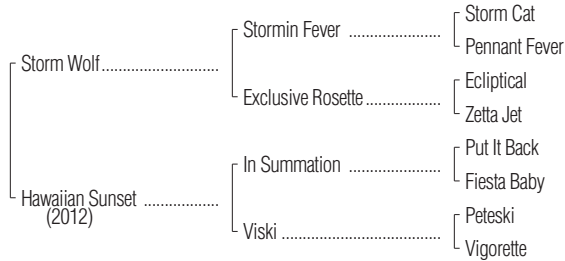 Storm Cat
Stormin Fever ....................
Pennant Fever
Storm Wolf..........................
Ecliptical
Exclusive Rosette.................
Zetta Jet
Put It Back
In Summation ....................
Fiesta Baby
Hawaiian Sunset ................
(2012)
Peteski
Viski ...................................
Vigorette